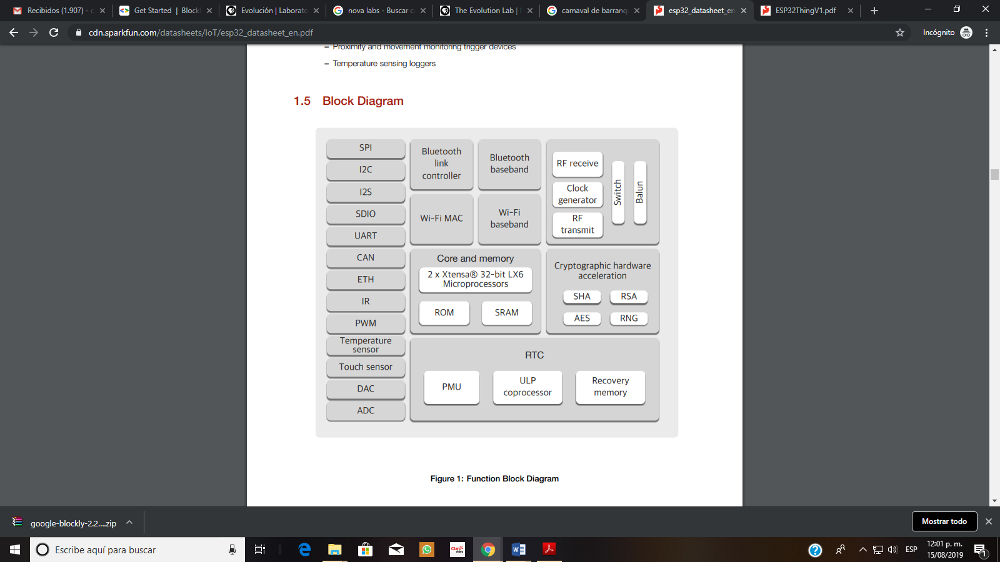 Recibidos (1.907) - c
Get Started | Blockl
Evolución | Laborato
nova labs - Buscar c
The Evolution Lab |
carnaval de barranq
esp32_datasheet_en
ESP32ThingV1.pdf
cdn.sparkfun.com/datasheets/IoT/esp32_datasheet_en.pdf
Incógnito
– Proximity and movement monitoring trigger devices
– Temperature sensing loggers
1.5 Block Diagram
SPI
I2C
I2S
SDIO
UART
CAN
ETH
IR
PWM
Temperature
sensor
Touch sensor
DAC
ADC
Bluetooth
link
controller
Bluetooth
baseband
Wi-Fi MAC
Wi-Fi
baseband
RF receive
Clock
generator
RF
transmit
Switch
Balun
Core and memory
2 x Xtensa® 32-bit LX6
Microprocessors
ROM
SRAM
Cryptographic hardware
acceleration
SHA
RSA
AES
RNG
RTC
PMU
ULP
coprocessor
Recovery
memory
Figure 1: Function Block Diagram
google-blockly-2.2....zip
Mostrar todo
Escribe aquí para buscar
Claro
video
ESP
12:01 p. m.
15/08/2019
1